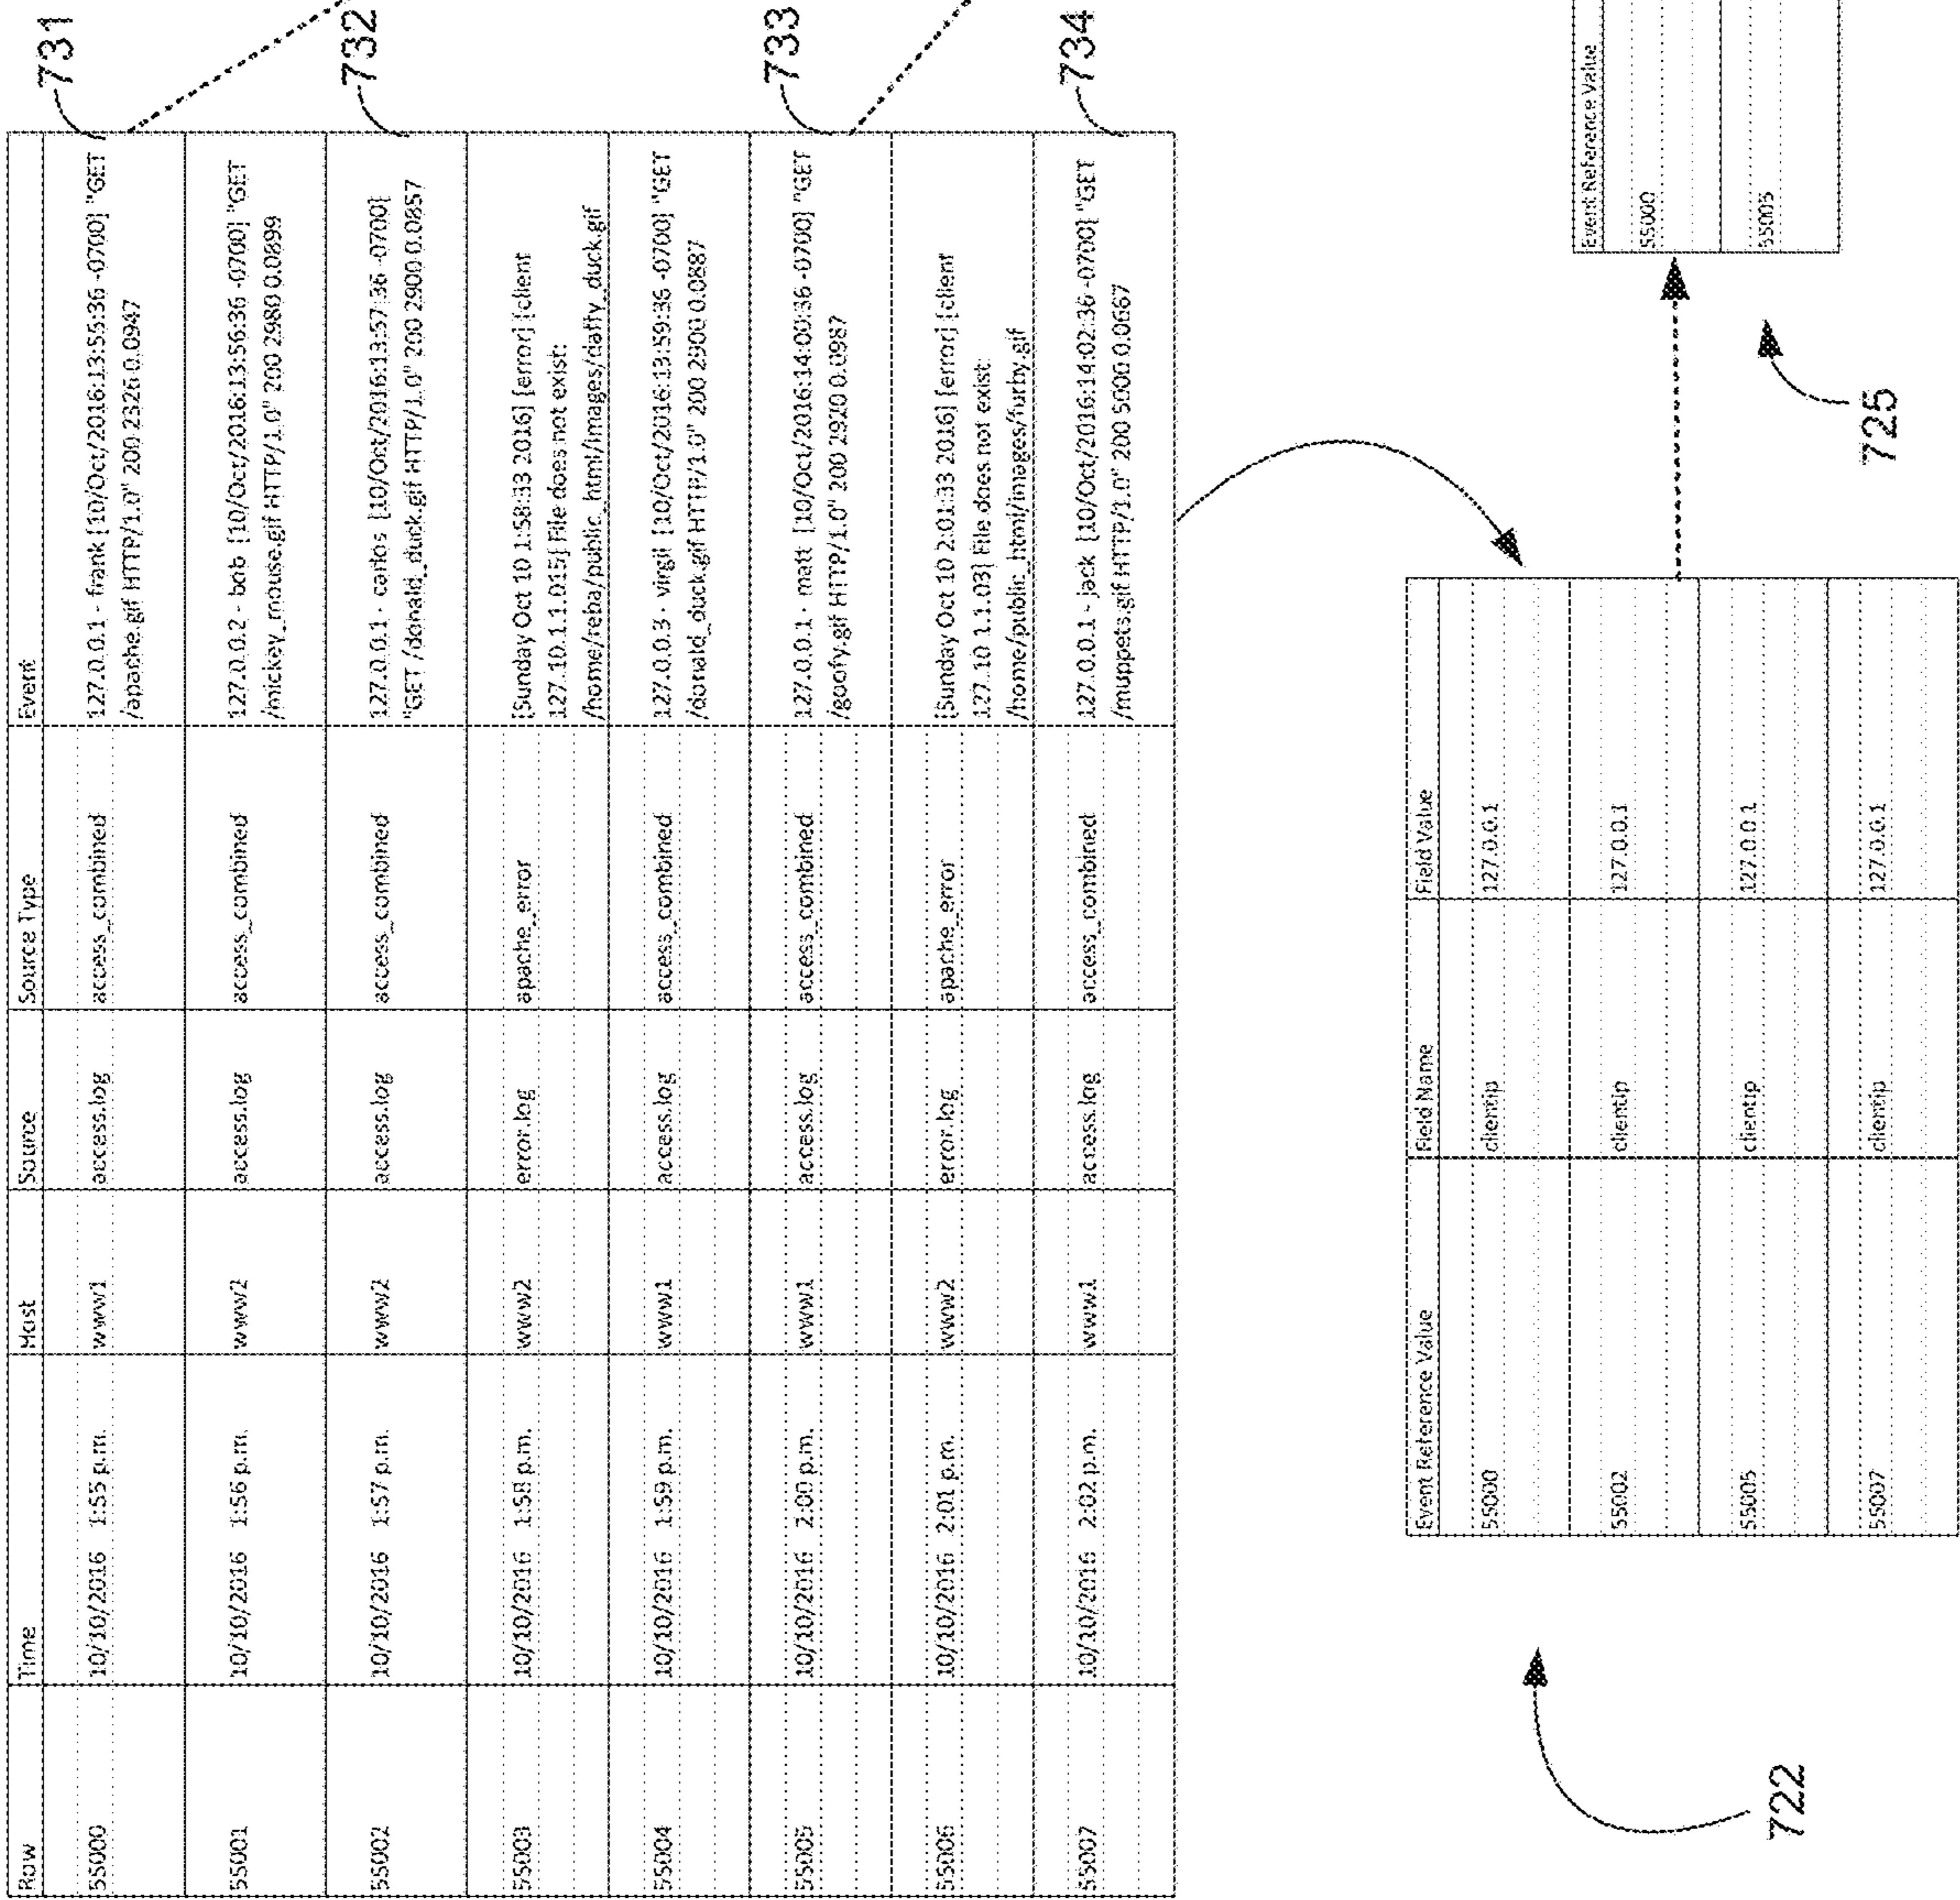 Row Time Host Source Source Type Event
55000 10/10/2016 1:55 p.m. www1 access.log access_combined 127.0.0.1 - frank [10/Oct/2016:13:55:36 -0700] "GET
/apache.gif HTTP/1.0" 200 2326 0.0947
731
55001 10/10/2016 1:56 p.m. www2 access.log access_combined 127.0.0.2 - bob [10/Oct/2016:13:56:36 -0700] "GET
/mickey_mouse.gif HTTP/1.0" 200 2980 0.0899
55002 10/10/2016 1:57 p.m. www2 access.log access_combined 127.0.0.1 - carlos [10/Oct/2016:13:57:36 -0700]
"GET /donald_duck.gif HTTP/1.0" 200 2900 0.0857
732
55003 10/10/2016 1:58 p.m. www2 error.log apache_error [Sunday Oct 10 1:58:33 2016] [error] [client
127.10.1.1.015] File does not exist:
/home/reba/public_html/images/daffy_duck.gif
55004 10/10/2016 1:59 p.m. www1 access.log access_combined 127.0.0.3 - virgil [10/Oct/2016:13:59:36 -0700] "GET
/donald_duck.gif HTTP/1.0" 200 2900 0.0887
55005 10/10/2016 2:00 p.m. www1 access.log access_combined 127.0.0.1 - matt [10/Oct/2016:14:00:36 -0700] "GET
/goofy.gif HTTP/1.0" 200 2920 0.0987
733
55006 10/10/2016 2:01 p.m. www2 error.log apache_error [Sunday Oct 10 2:01:33 2016] [error] [client
127.10.1.1.03] File does not exist:
/home/public_html/images/furby.gif
55007 10/10/2016 2:02 p.m. www1 access.log access_combined 127.0.0.1 - jack [10/Oct/2016:14:02:36 -0700] "GET
/muppets.gif HTTP/1.0" 200 5000 0.0667
734
Event Reference Value Field Name Field Value
55000 clientip 127.0.0.1
55002 clientip 127.0.0.1
55005 clientip 127.0.0.1
55007 clientip 127.0.0.1
722
Event Reference Value
55000
55005
725